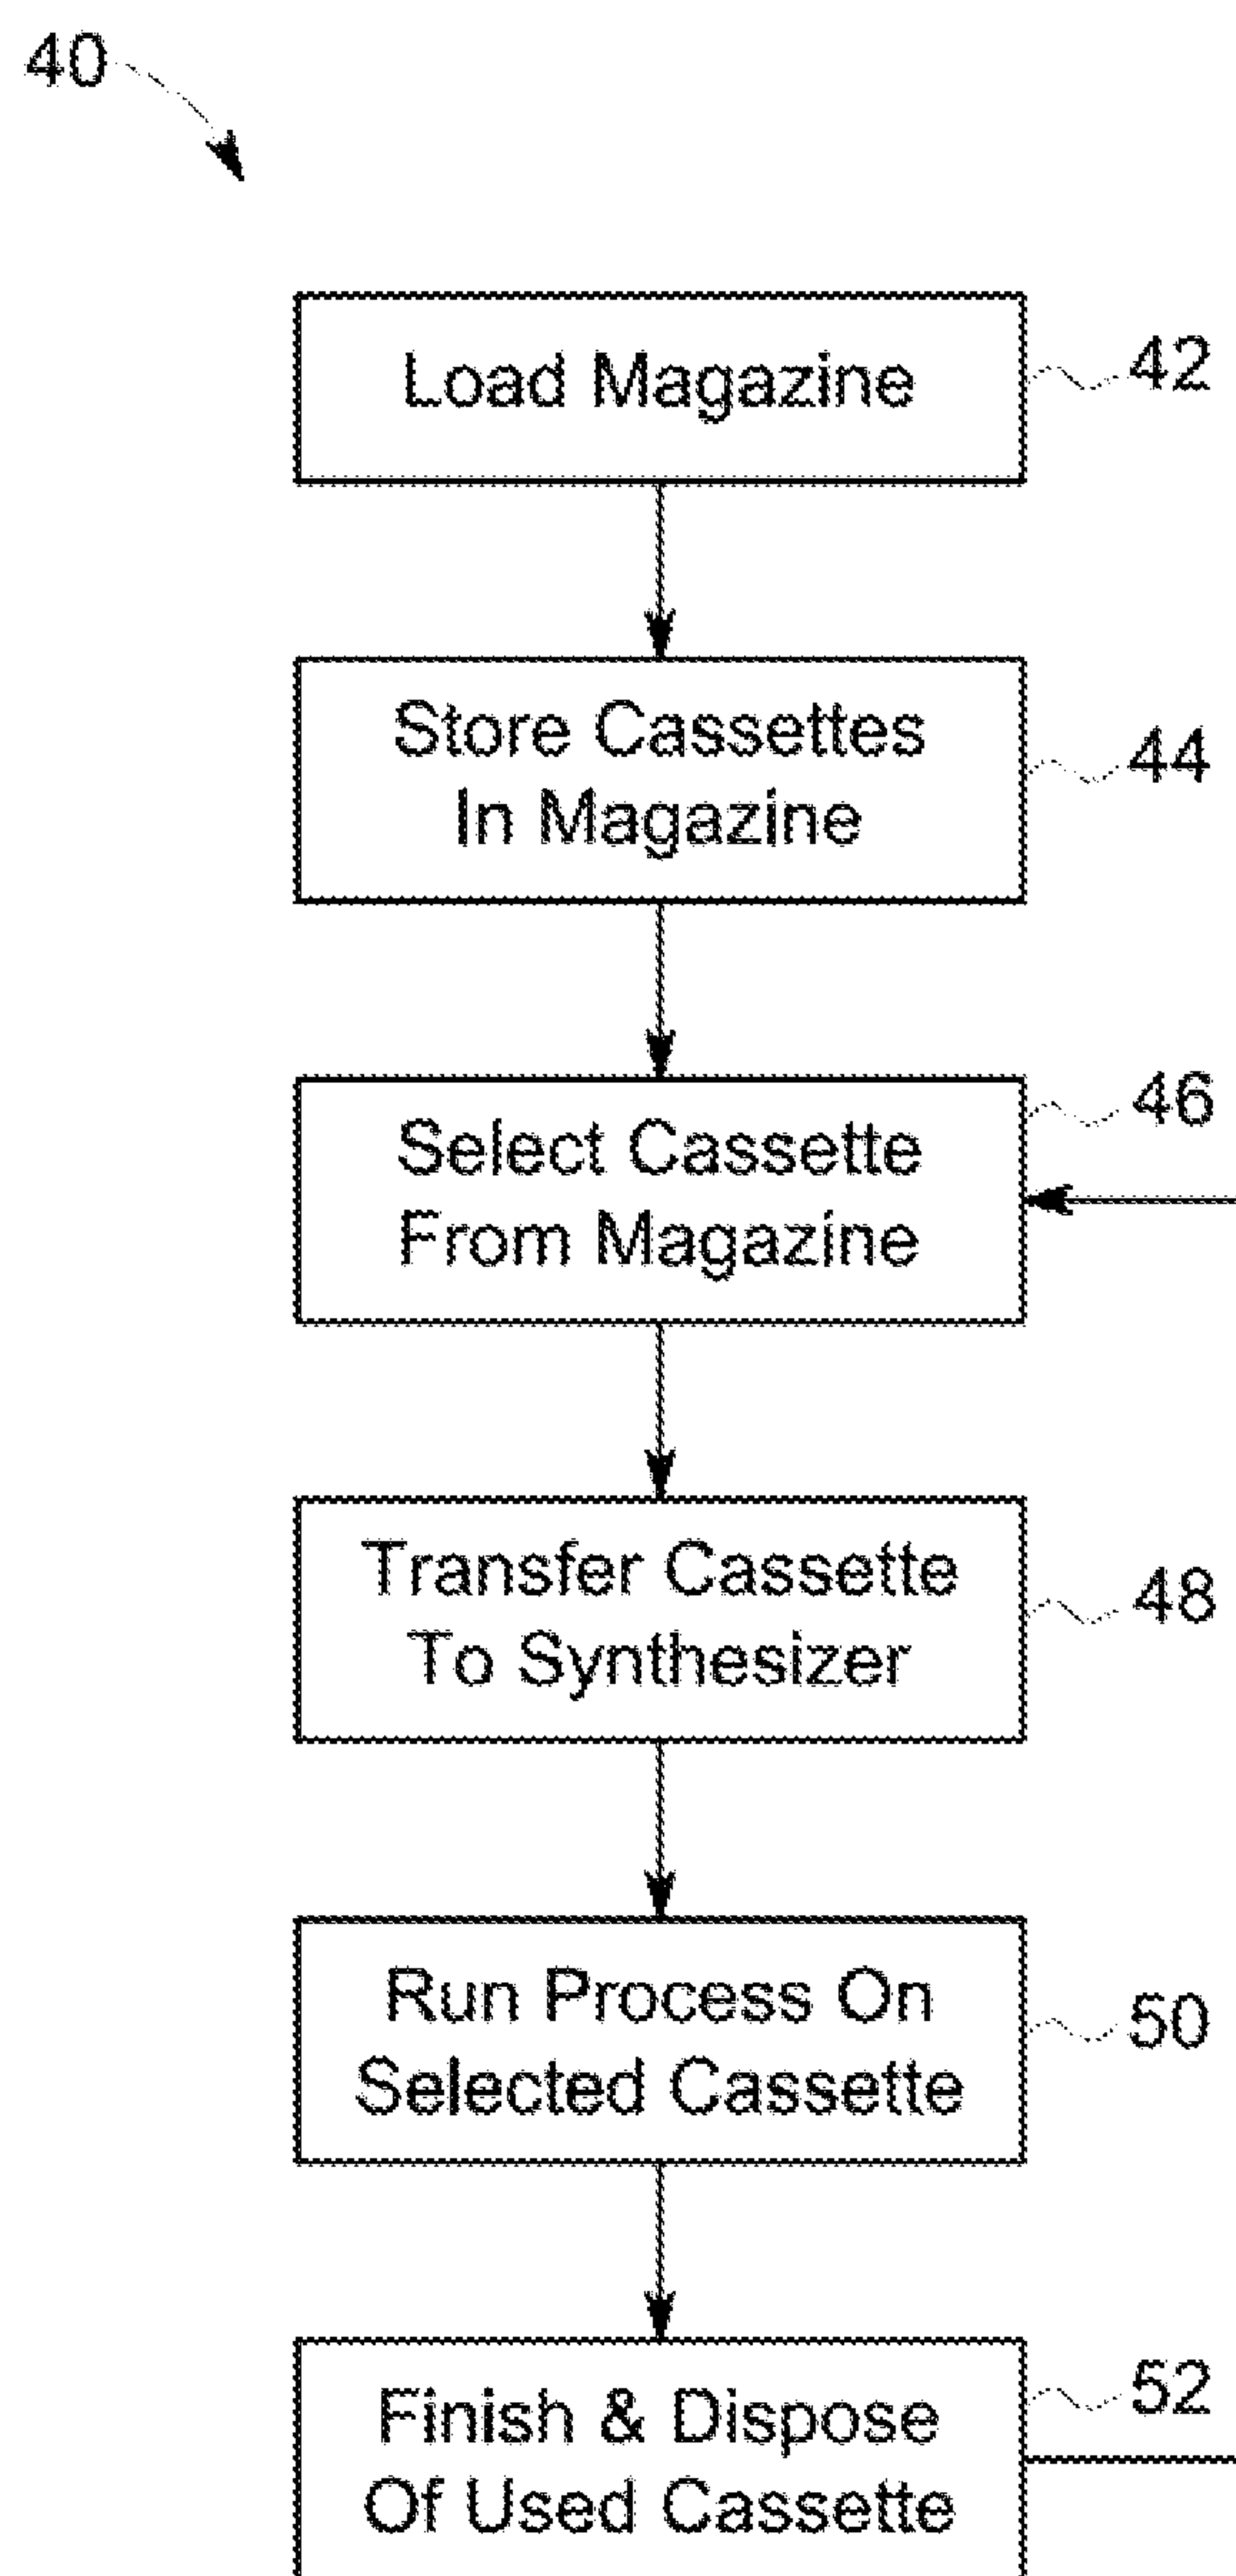 40
Load Magazine
42
Store Cassettes
In Magazine
44
Select Cassette
From Magazine
46
Transfer Cassette
To Synthesizer
48
Run Process On
Selected Cassette
50
Finish & Dispose
Of Used Cassette
52